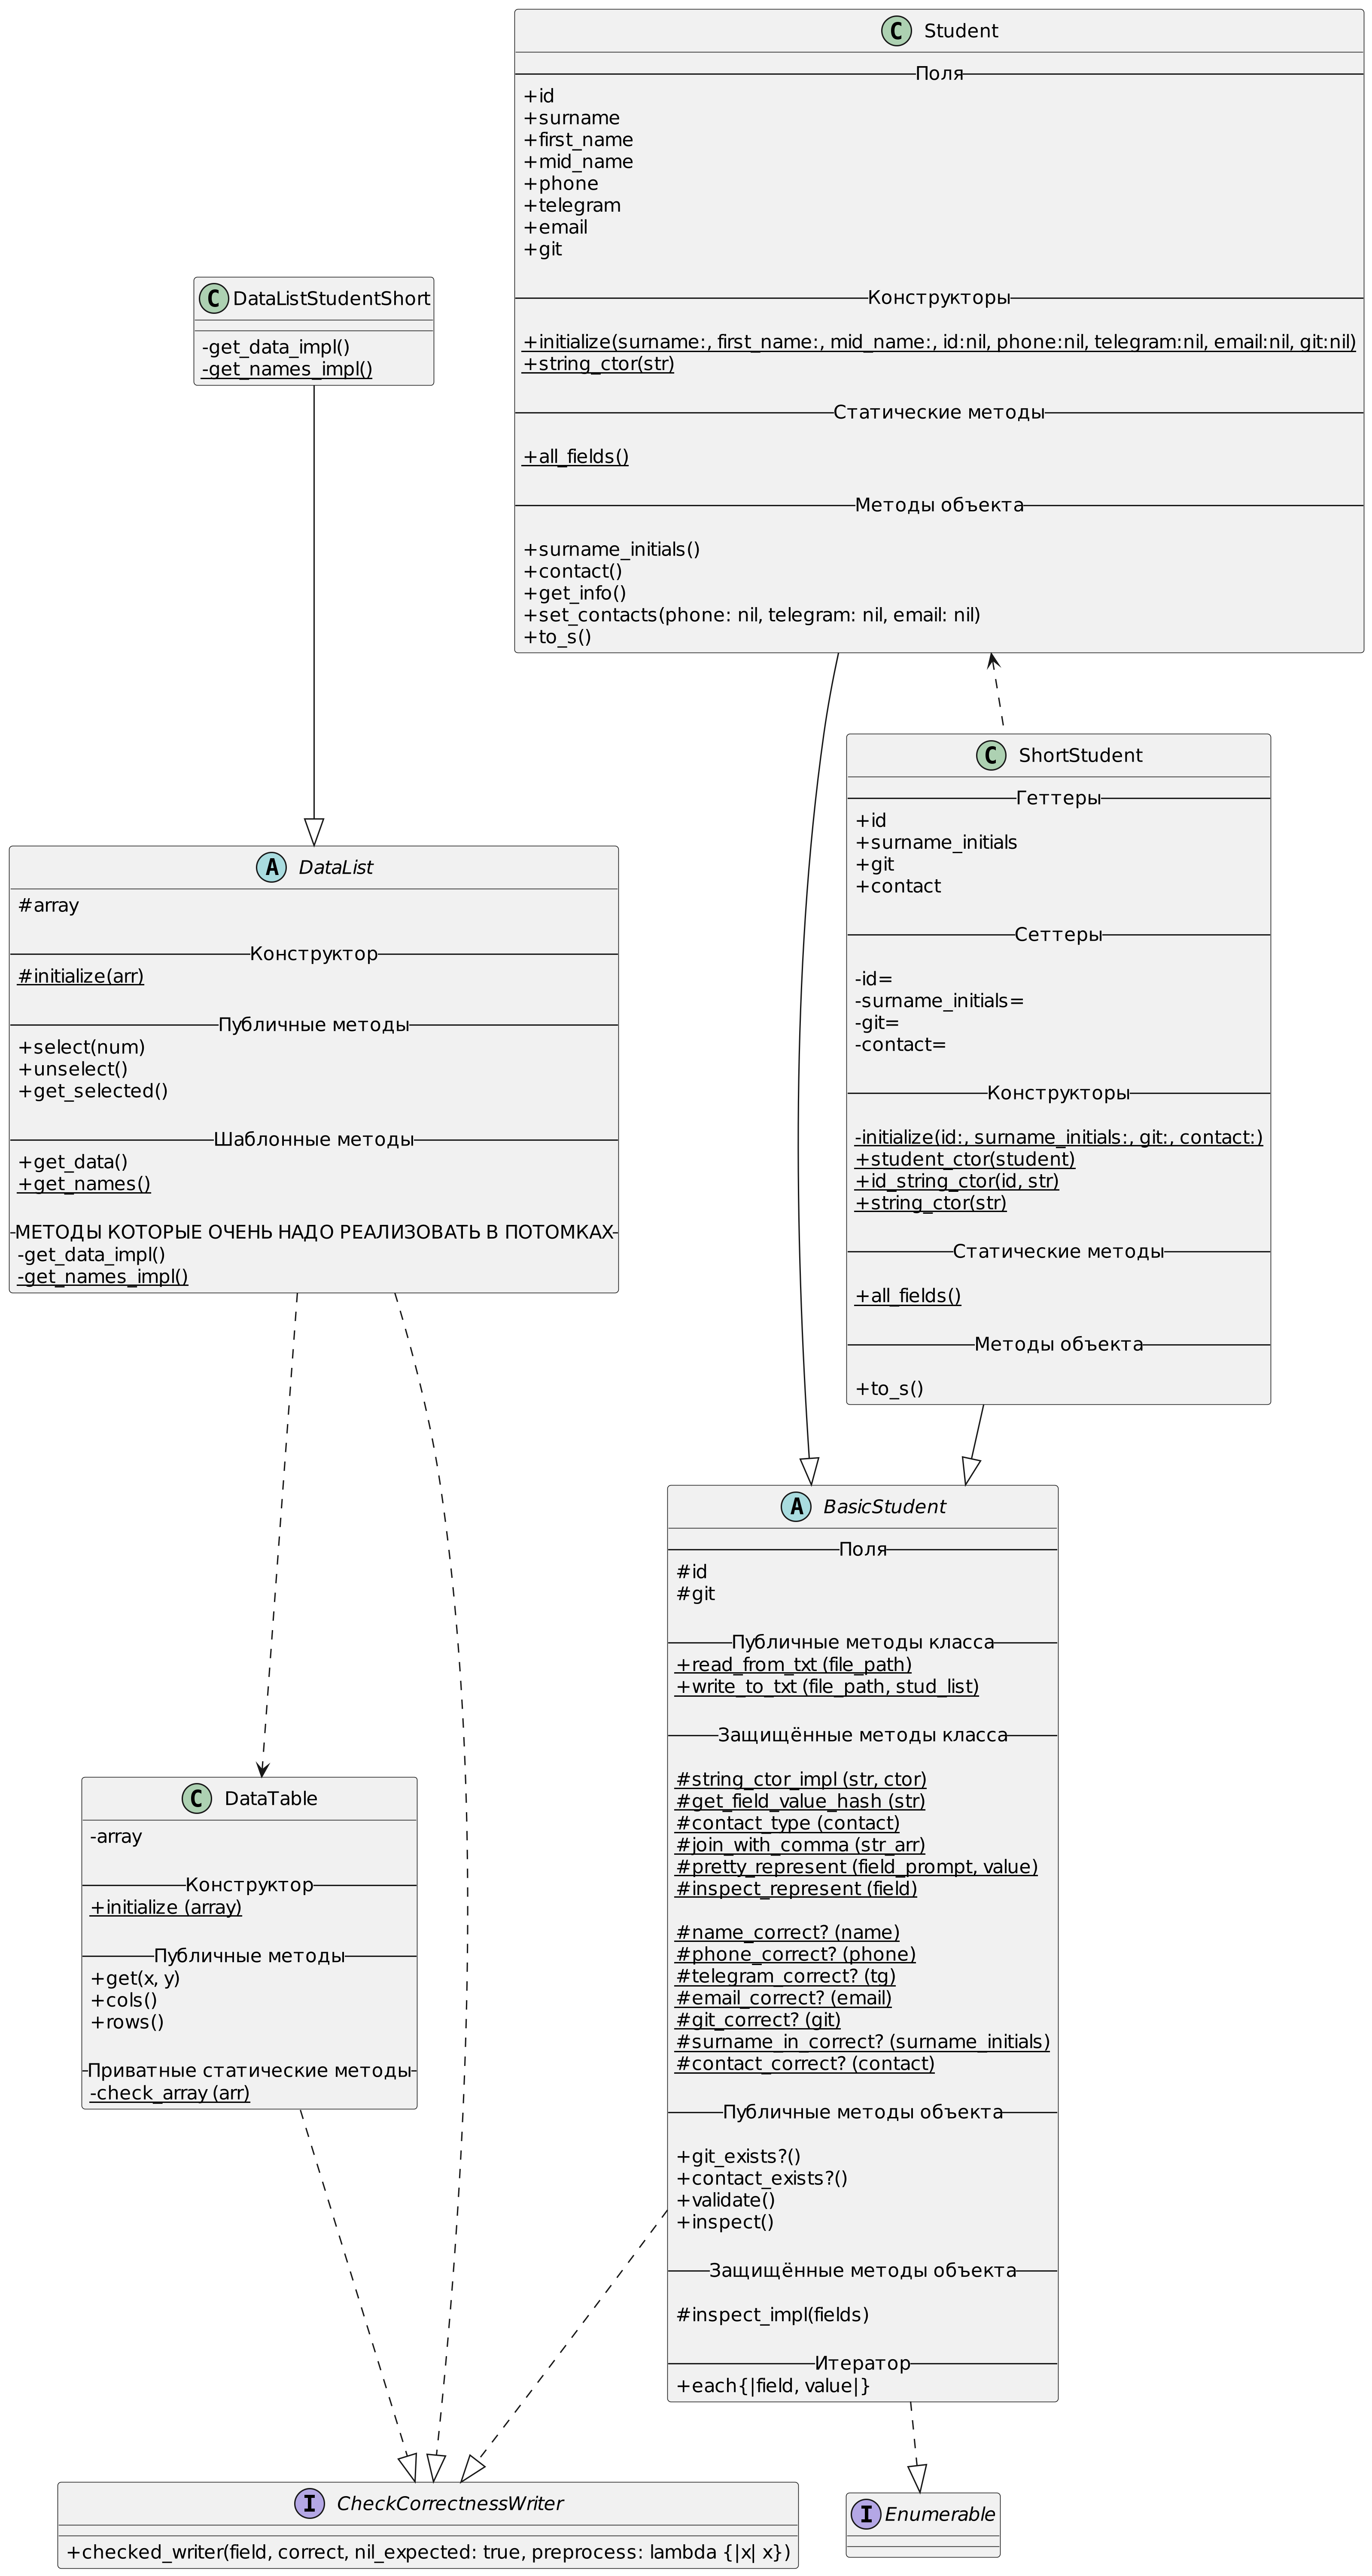 Student
Поля
+id
+surname
+first_name
+mid_name
+phone
+telegram
+email
+git
Конструкторы
+initialize(surname:, first_name:, mid_name:, id:nil, phone:nil, telegram:nil, email:nil, git:nil)
+string_ctor(str)
Статические методы
+all_fields()
Методы объекта
+surname_initials()
+contact()
+get_info()
+set_contacts(phone: nil, telegram: nil, email: nil)
+to_s()
DataListStudentShort
-get_data_impl()
-get_names_impl()
ShortStudent
Геттеры
+id
+surname_initials
+git
+contact
Сеттеры
-id=
-surname_initials=
-git=
-contact=
Конструкторы
-initialize(id:, surname_initials:, git:, contact:)
+student_ctor(student)
+id_string_ctor(id, str)
+string_ctor(str)
Статические методы
+all_fields()
Методы объекта
+to_s()
DataList
#array
Конструктор
#initialize(arr)
Публичные методы
+select(num)
+unselect()
+get_selected()
Шаблонные методы
+get_data()
+get_names()
МЕТОДЫ КОТОРЫЕ ОЧЕНЬ НАДО РЕАЛИЗОВАТЬ В ПОТОМКАХ
-get_data_impl()
-get_names_impl()
BasicStudent
Поля
#id
#git
Публичные методы класса
+read_from_txt (file_path)
+write_to_txt (file_path, stud_list)
Защищённые методы класса
#string_ctor_impl (str, ctor)
#get_field_value_hash (str)
#contact_type (contact)
#join_with_comma (str_arr)
#pretty_represent (field_prompt, value)
#inspect_represent (field)
#name_correct? (name)
#phone_correct? (phone)
#telegram_correct? (tg)
#email_correct? (email)
#git_correct? (git)
#surname_in_correct? (surname_initials)
#contact_correct? (contact)
Публичные методы объекта
+git_exists?()
+contact_exists?()
+validate()
+inspect()
Защищённые методы объекта
#inspect_impl(fields)
Итератор
+each{|field, value|}
DataTable
-array
Конструктор
+initialize (array)
Публичные методы
+get(x, y)
+cols()
+rows()
Приватные статические методы
-check_array (arr)
CheckCorrectnessWriter
+checked_writer(field, correct, nil_expected: true, preprocess: lambda {|x| x})
Enumerable